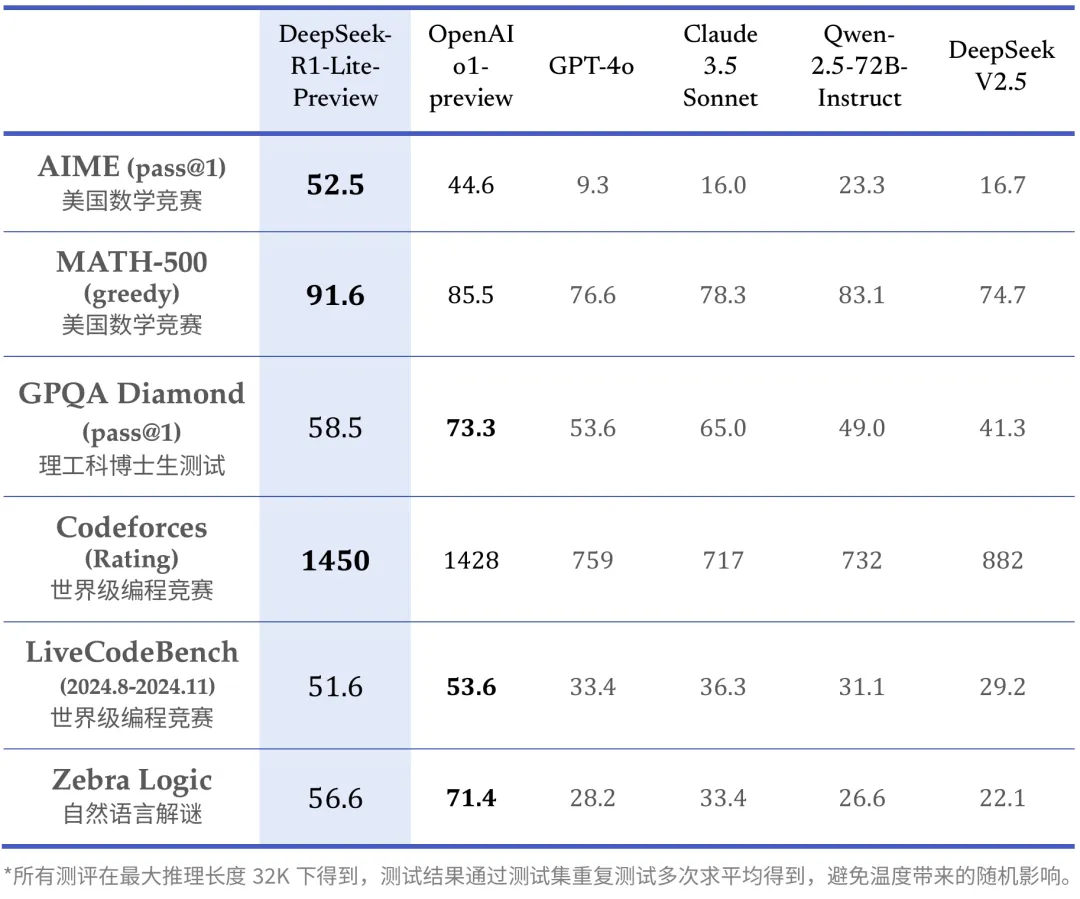 DeepSeek-R1-Lite-Preview OpenAI o1-preview GPT-4o Claude 3.5 Sonnet Qwen-2.5-72B-Instruct DeepSeek V2.5
AIME (pass@1) 52.5 44.6 9.3 16.0 23.3 16.7
美国数学竞赛
MATH-500 (greedy) 91.6 85.5 76.6 78.3 83.1 74.7
美国数学竞赛
GPQA Diamond (pass@1) 58.5 73.3 53.6 65.0 49.0 41.3
理工科博士生测试
Codeforces (Rating) 1450 1428 759 717 732 882
世界级编程竞赛
LiveCodeBench (2024.8-2024.11) 51.6 53.6 33.4 36.3 31.1 29.2
世界级编程竞赛
Zebra Logic 56.6 71.4 28.2 33.4 26.6 22.1
自然语言解谜
*所有测评在最大推理长度 32K 下得到，测试结果通过测试集重复测试多次求平均得到，避免温度带来的随机影响。